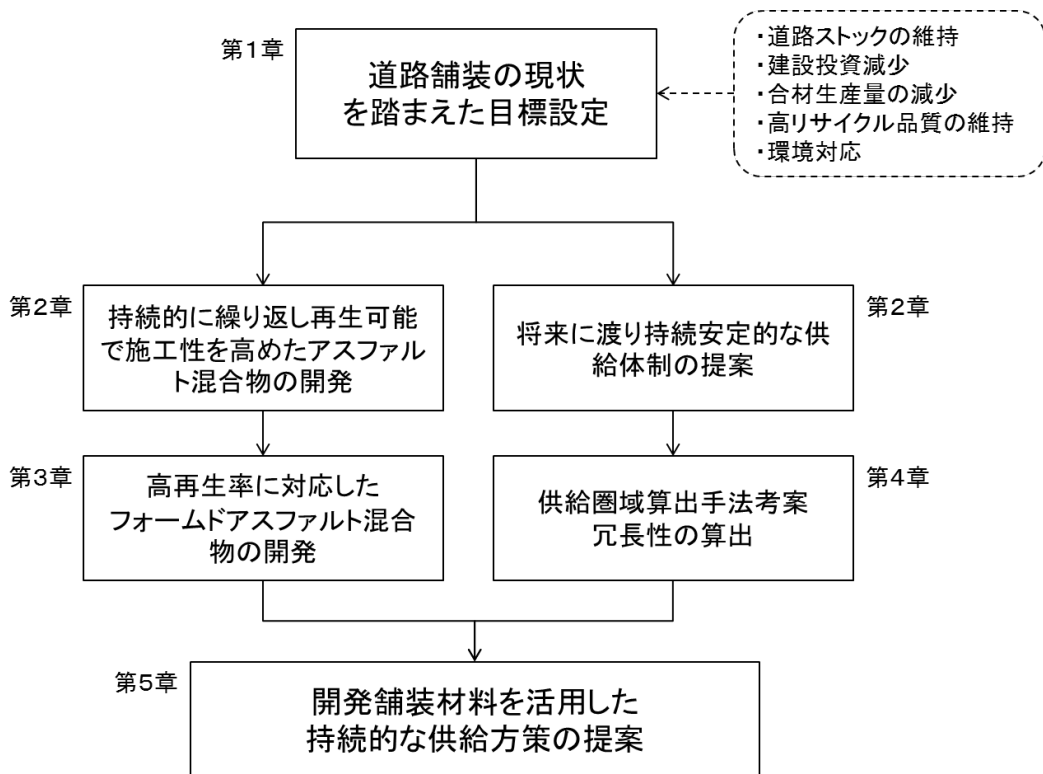 第1章
道路舗装の現状
を踏まえた目標設定
・道路ストックの維持
・建設投資減少
・合材生産量の減少
・高リサイクル品質の維持
・環境対応
第2章
持続的に繰り返し再生可能
で施工性を高めたアスファル
ト混合物の開発
将来に渡り持続安定的な供
給体制の提案
第2章
第3章
高再生率に対応した
フォームドアスファルト混合
物の開発
供給圏域算出手法考案
冗長性の算出
第4章
第5章
開発舗装材料を活用した
持続的な供給方策の提案